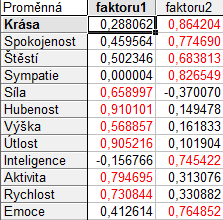 Proměnná faktoru1 faktoru2
Krása 0,288062 0,864204
Spokojenost 0,459564 0,774690
Štěstí 0,502346 0,683813
Sympatie 0,000004 0,826549
Síla 0,658997 -0,370070
Hubenost 0,910101 0,149478
Výška 0,568857 0,161833
Útlost 0,905216 0,101904
Inteligence -0,156766 0,745422
Aktivita 0,794695 0,313076
Rychlost 0,730844 0,330882
Emoce 0,412614 0,764852